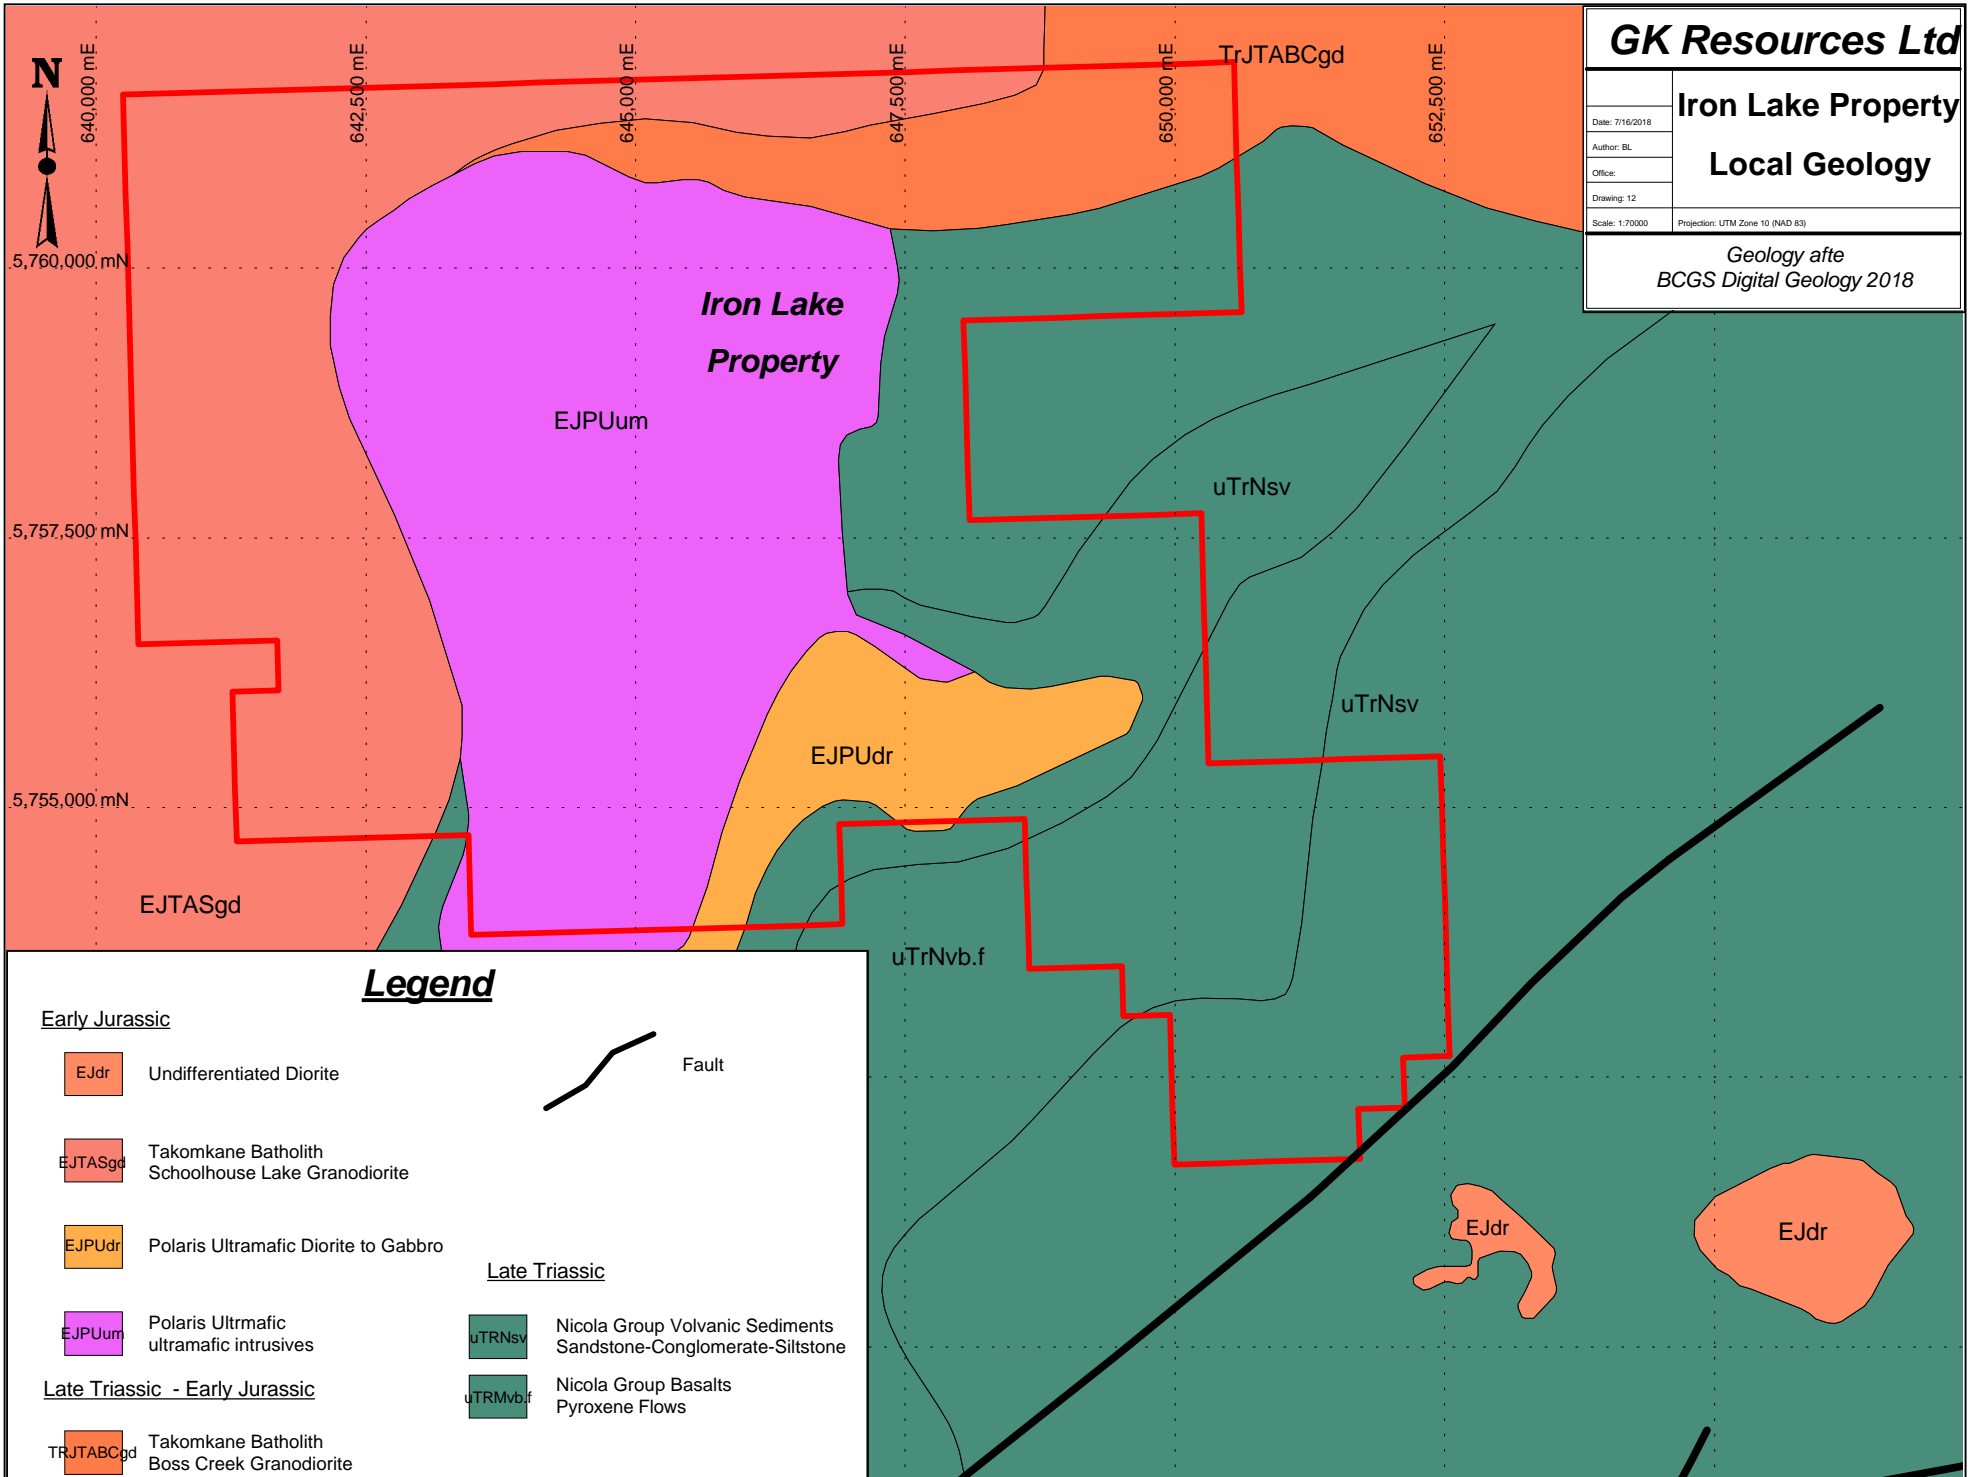 GK Resources Ltd
Iron Lake Property
Local Geology
Date: 7/16/2018
Author: BL
Office:
Drawing: 12
Scale: 1:70000
Projection: UTM Zone 10 (NAD 83)
Geology afte
BCGS Digital Geology 2018
N
640,000 mE
642,500 mE
645,000 mE
647,500 mE
650,000 mE
652,500 mE
TrJTABCgd
5,760,000 mN
Iron Lake
Property
EJPUum
uTrNsv
5,757,500 mN
uTrNsv
EJPUdr
5,755,000 mN
EJTASgd
uTrNvb.f
EJdr
EJdr
Legend
Early Jurassic
EJdr
Undifferentiated Diorite
Fault
EJTASgd
Takomkane Batholith
Schoolhouse Lake Granodiorite
EJPUdr
Polaris Ultramafic Diorite to Gabbro
EJPUum
Polaris Ultrmafic
ultramafic intrusives
Late Triassic - Early Jurassic
TRJTABCgd
Takomkane Batholith
Boss Creek Granodiorite
Late Triassic
uTRNsv
Nicola Group Volcanic Sediments
Sandstone-Conglomerate-Siltstone
uTRMvb.f
Nicola Group Basalts
Pyroxene Flows